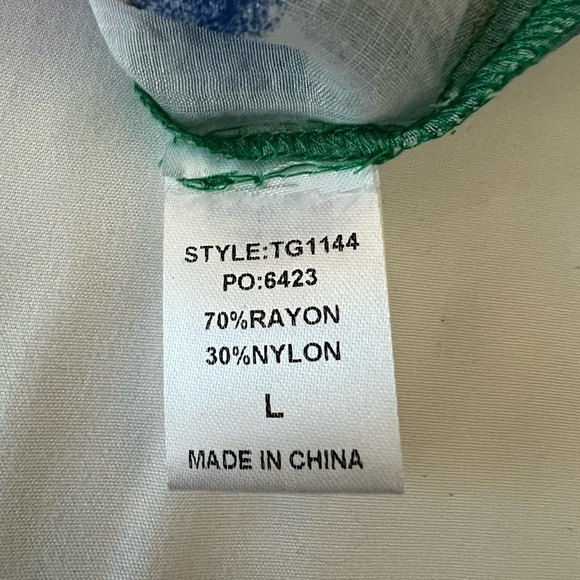 STYLE:TG1144
PO:6423
70%RAYON
30%NYLON
L
MADE IN CHINA